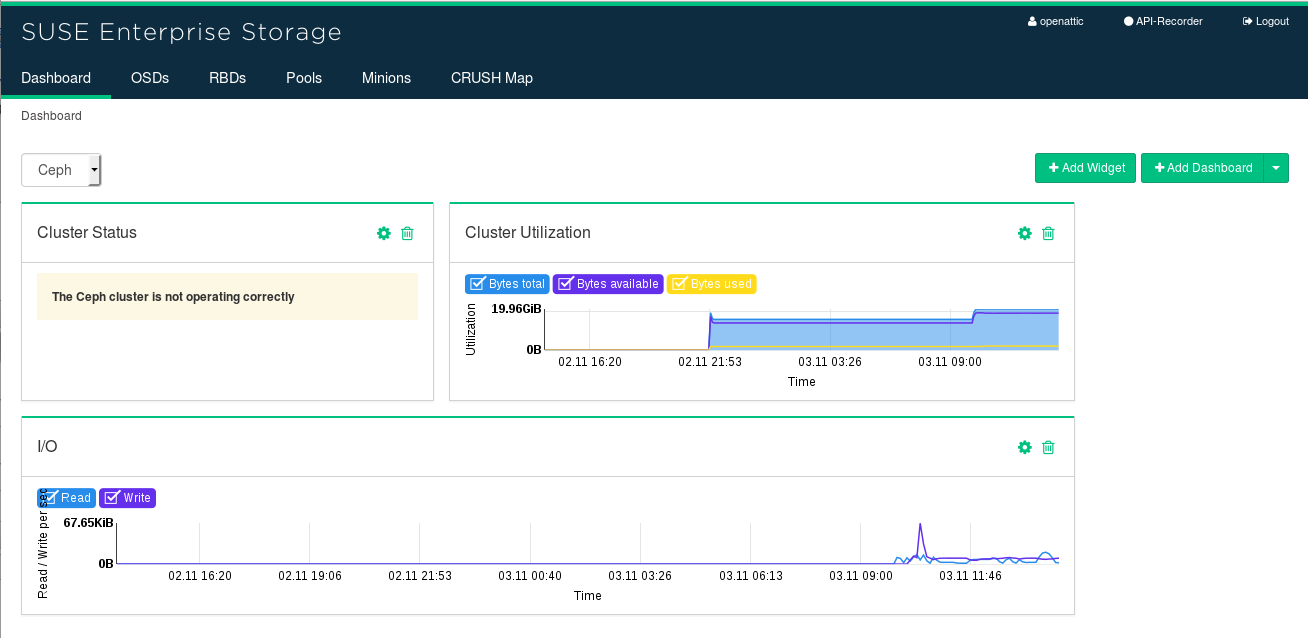 SUSE Enterprise Storage
openattic API-Recorder Logout
Dashboard OSDs RBDs Pools Minions CRUSH Map
Dashboard
Ceph
Add Widget Add Dashboard
Cluster Status
The Ceph cluster is not operating correctly
Cluster Utilization
Bytes total Bytes available Bytes used
Utilization
19.96GiB
0B
02.11 16:20 02.11 21:53 03.11 03:26 03.11 09:00
Time
I/O
Read Write
Read / Write per sec
67.65KiB
0B
02.11 16:20 02.11 19:06 02.11 21:53 03.11 00:40 03.11 03:26 03.11 06:13 03.11 09:00 03.11 11:46
Time